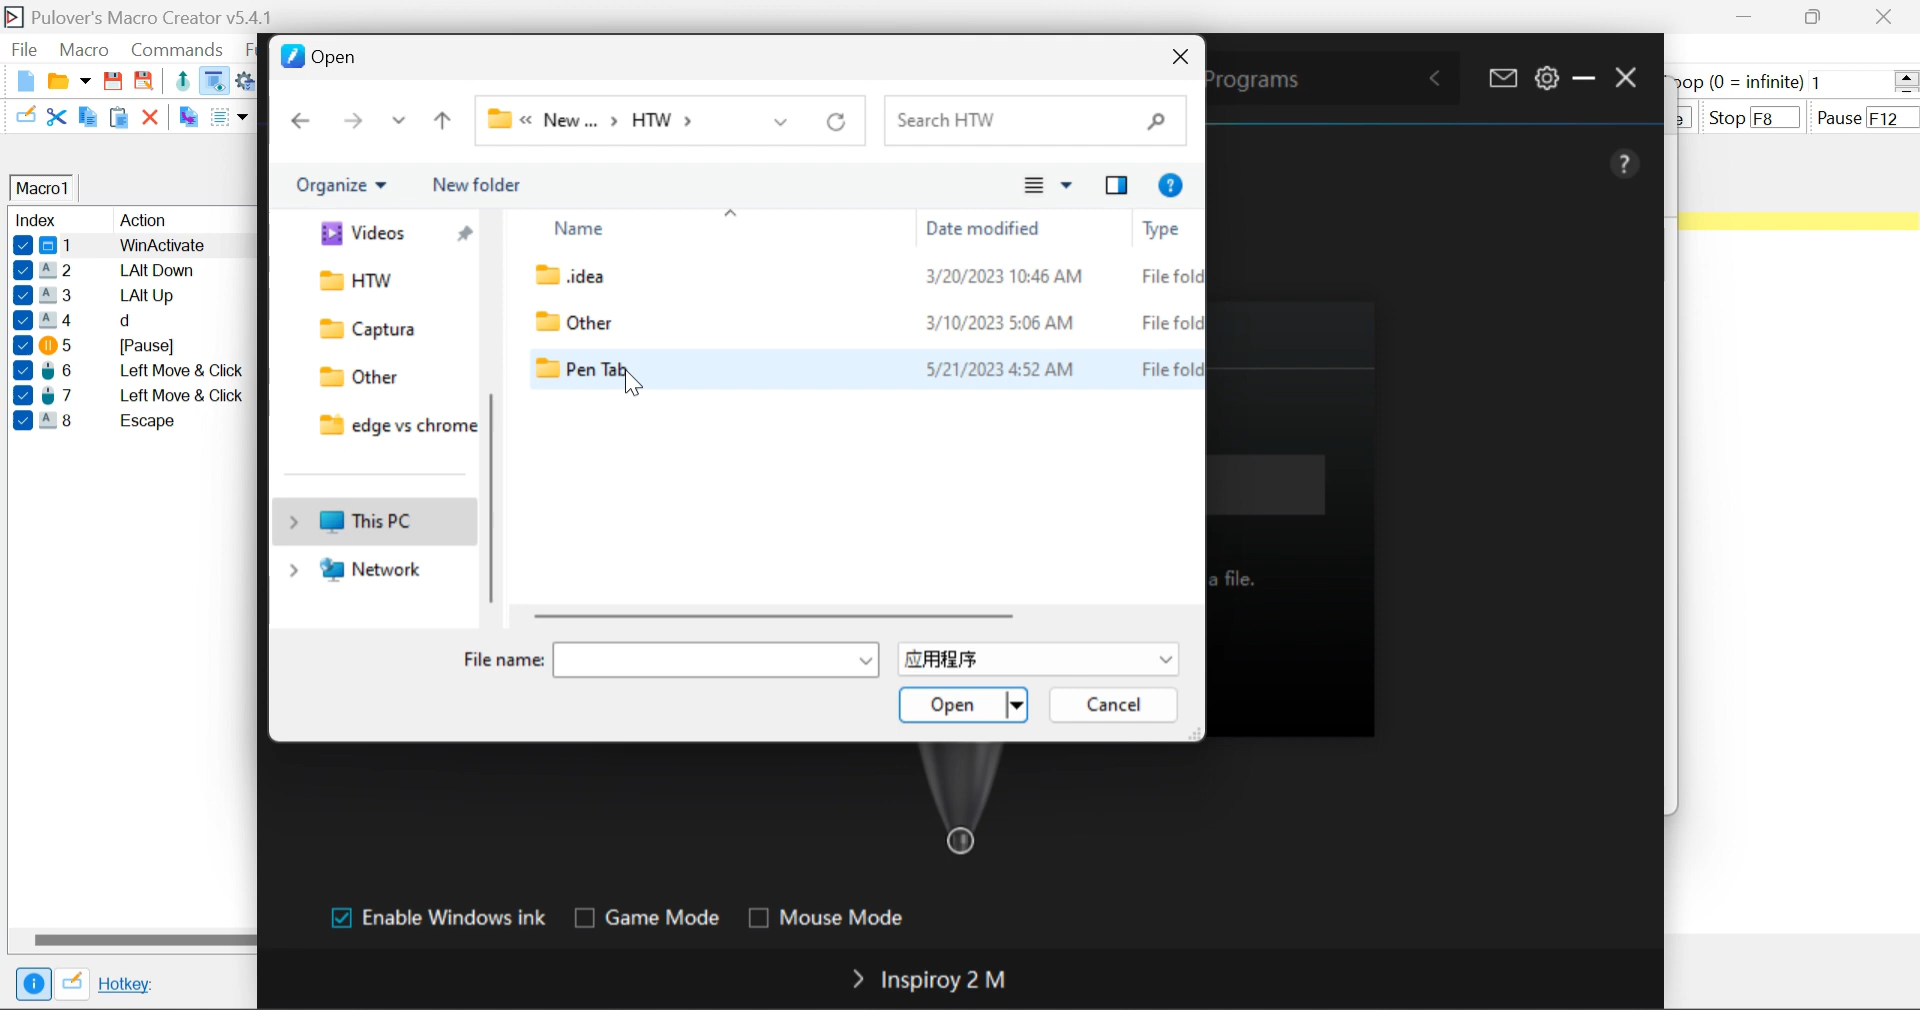 Pulover's Macro Creator v5.4.1
File Macro Commands
Open
Programs
(0 = infinite) 1
Stop F8 Pause F12
« New ... > HTW >
Search HTW
Organize New folder
Macro1
Index Action
1 WinActivate
2 LAlt Down
3 LAlt Up
4 d
5 [Pause]
6 Left Move & Click
7 Left Move & Click
8 Escape
Videos
HTW
Captura
Other
edge vs chrome
This PC
Network
Name Date modified Type
.idea 3/20/2023 10:46 AM File fold
Other 3/10/2023 5:06 AM File fold
Pen Tab 5/21/2023 4:52 AM File fold
a file.
File name:
应用程序
Open Cancel
Enable Windows ink Game Mode Mouse Mode
Inspiroy 2 M
Hotkey: